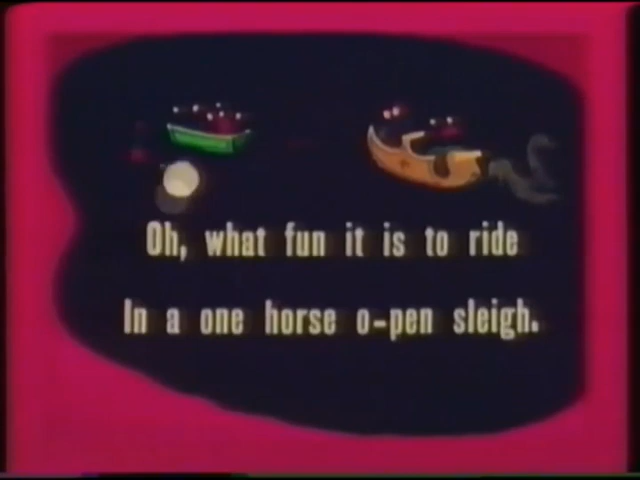 Oh, what fun it is to ride
In a one horse o-pen sleigh.